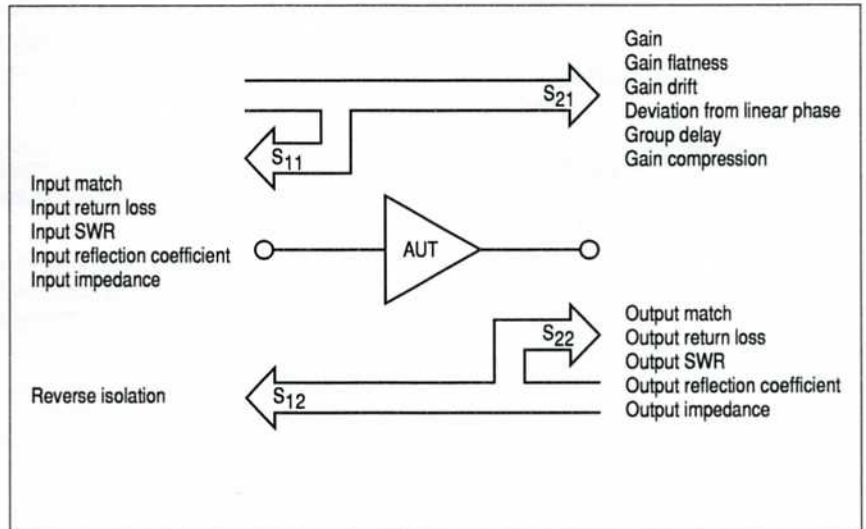 Gain
Gain flatness
Gain drift
Deviation from linear phase
Group delay
Gain compression
S21
S11
Input match
Input return loss
Input SWR
Input reflection coefficient
Input impedance
AUT
Output match
Output return loss
Output SWR
Output reflection coefficient
Output impedance
S22
Reverse isolation
S12